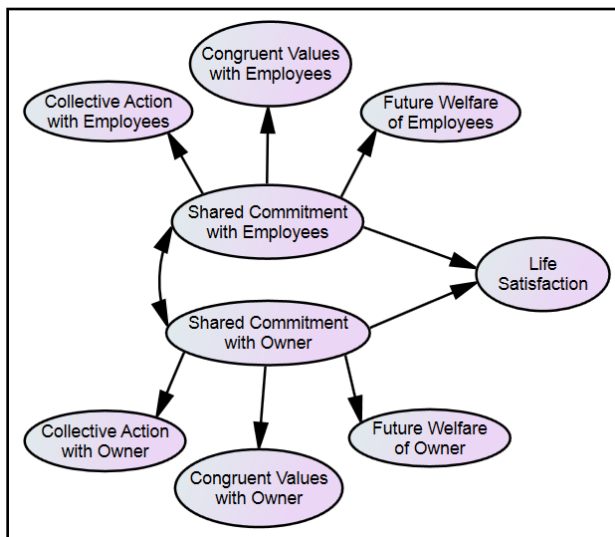 Congruent Values
with Employees
Collective Action
with Employees
Future Welfare
of Employees
Shared Commitment
with Employees
Life
Satisfaction
Shared Commitment
with Owner
Collective Action
with Owner
Future Welfare
of Owner
Congruent Values
with Owner